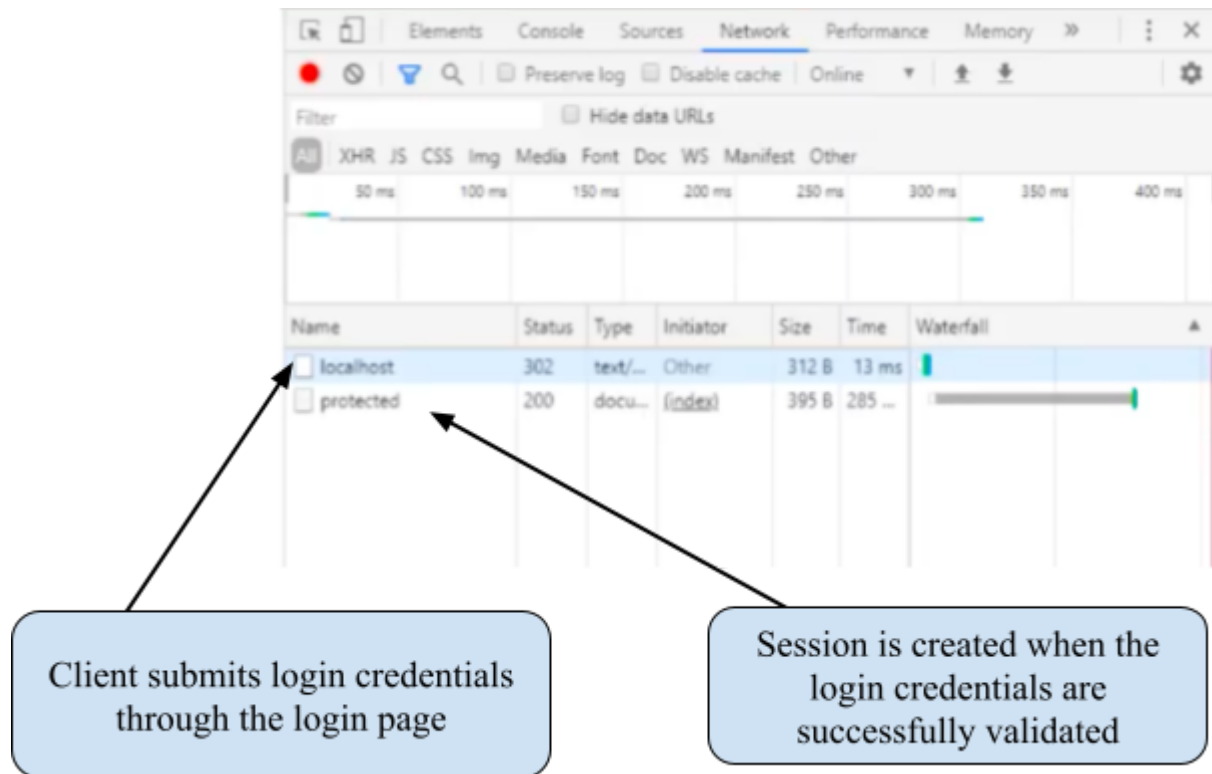 Elements Console Sources Network Performance Memory »
Preserve log Disable cache Online
Filter Hide data URLs
All XHR JS CSS Img Media Font Doc WS Manifest Other
50 ms 100 ms 150 ms 200 ms 250 ms 300 ms 350 ms 400 ms
Name Status Type Initiator Size Time Waterfall
localhost 302 text/... Other 312 B 13 ms
protected 200 docu... (index) 395 B 285 ...
Client submits login credentials
through the login page
Session is created when the
login credentials are
successfully validated